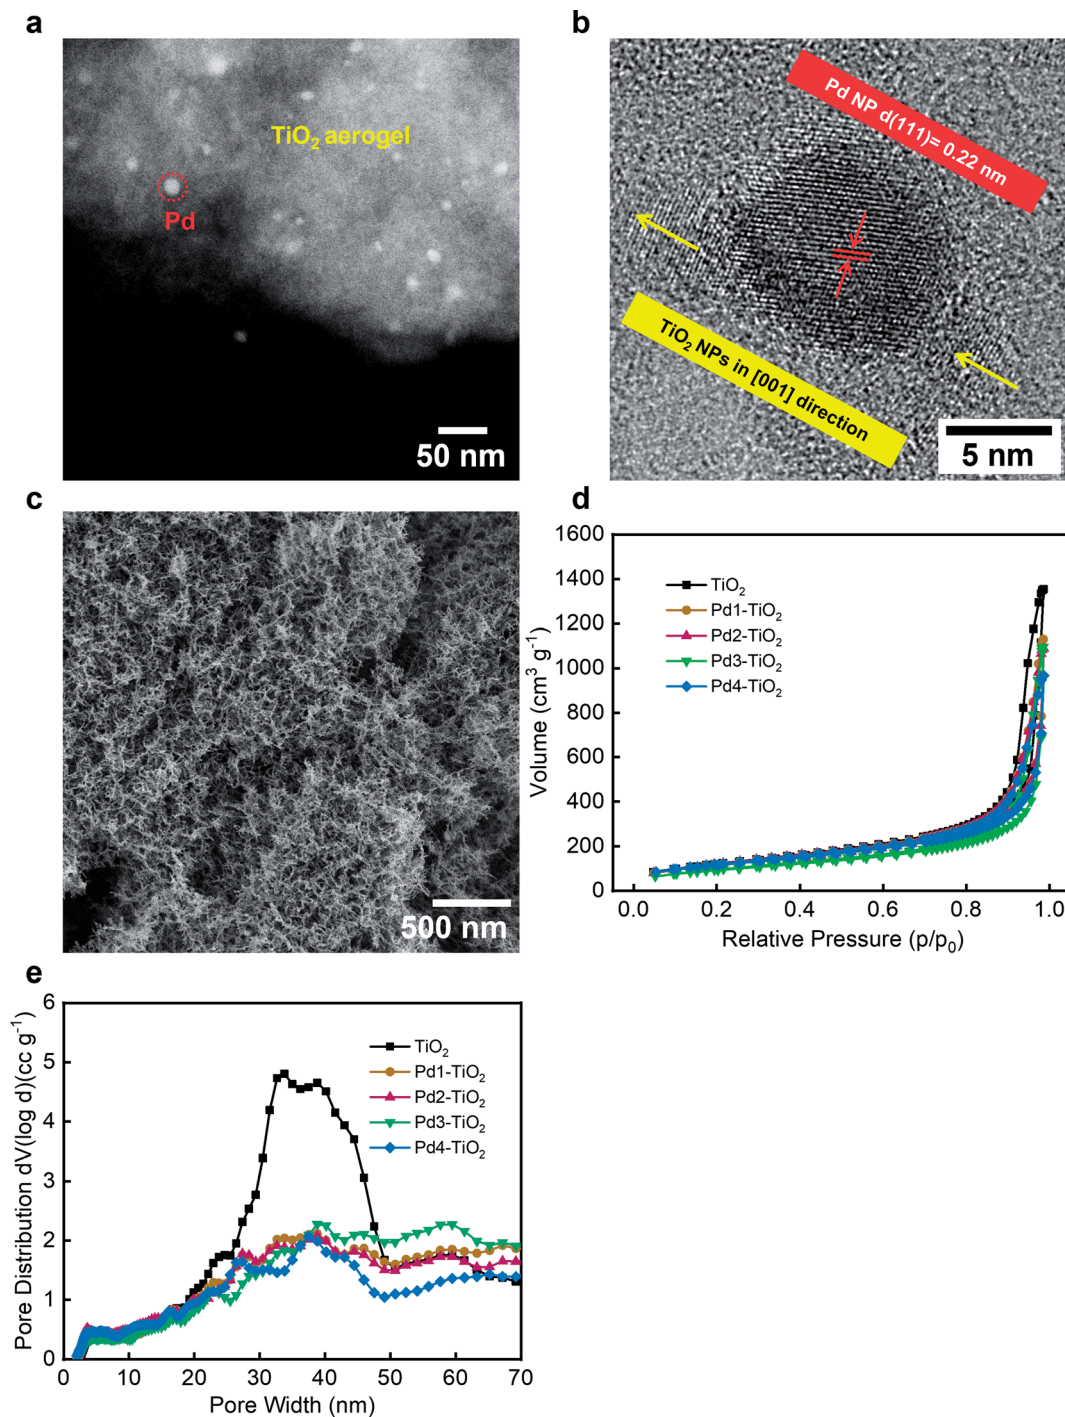 a
TiO₂ aerogel
Pd
50 nm
b
Pd NP d(111)= 0.22 nm
TiO₂ NPs in [001] direction
5 nm
c
500 nm
d
1600
1400
1200
1000
800
600
400
200
0
Volume (cm³ g⁻¹)
TiO₂
Pd1-TiO₂
Pd2-TiO₂
Pd3-TiO₂
Pd4-TiO₂
0.0 0.2 0.4 0.6 0.8 1.0
Relative Pressure (p/p₀)
e
6
5
4
3
2
1
0
Pore Distribution dV(log d)(cc g⁻¹)
TiO₂
Pd1-TiO₂
Pd2-TiO₂
Pd3-TiO₂
Pd4-TiO₂
0 10 20 30 40 50 60 70
Pore Width (nm)